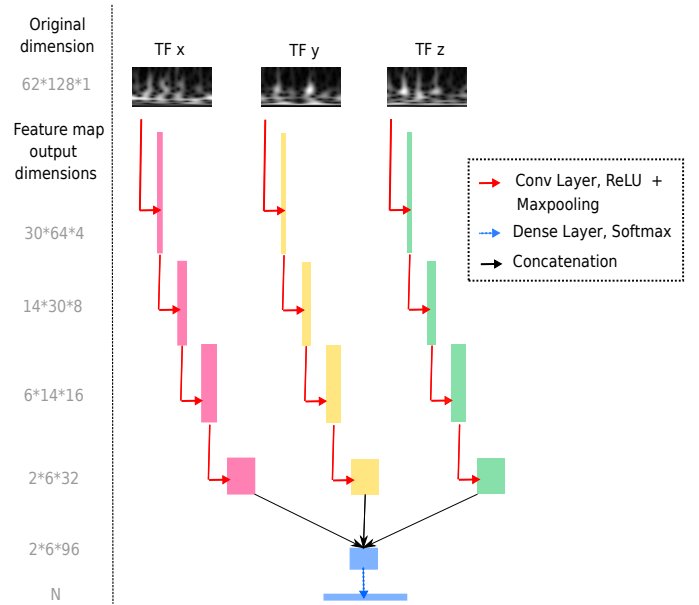 Original
dimension
TF x
TF y
TF z
62*128*1
Feature map
output
dimensions
30*64*4
14*30*8
6*14*16
2*6*32
2*6*96
N
Conv Layer, ReLU +
Maxpooling
Dense Layer, Softmax
Concatenation